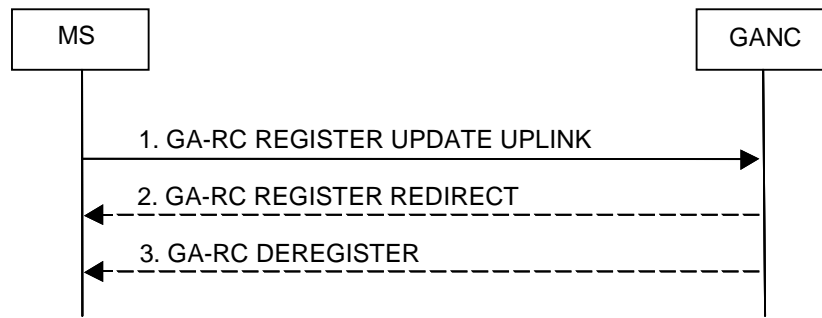 MS
GANC
1. GA-RC REGISTER UPDATE UPLINK
2. GA-RC REGISTER REDIRECT
3. GA-RC DEREGISTER